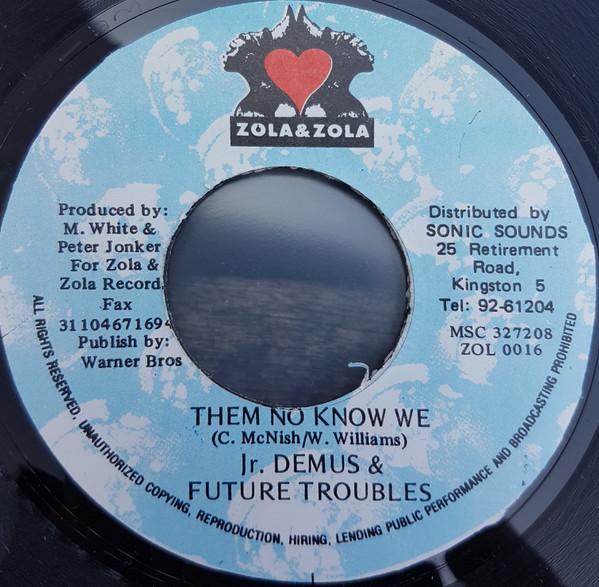 ZOLA&ZOLA
Produced by:
M. White &
Peter Jonker
For Zola &
Zola Record.
Fax
31104671694
Publish by:
Warner Bros
Distributed by
SONIC SOUNDS
25 Retirement
Road,
Kingston 5
Tel: 92-61204
MSC 327208
ZOL 0016
THEM NO KNOW WE
(C. McNish/W. Williams)
Jr. DEMUS &
FUTURE TROUBLES
ALL RIGHTS RESERVED, UNAUTHORIZED COPYING, REPRODUCTION, HIRING, LENDING PUBLIC PERFORMANCE AND BROADCASTING PROHIBITED